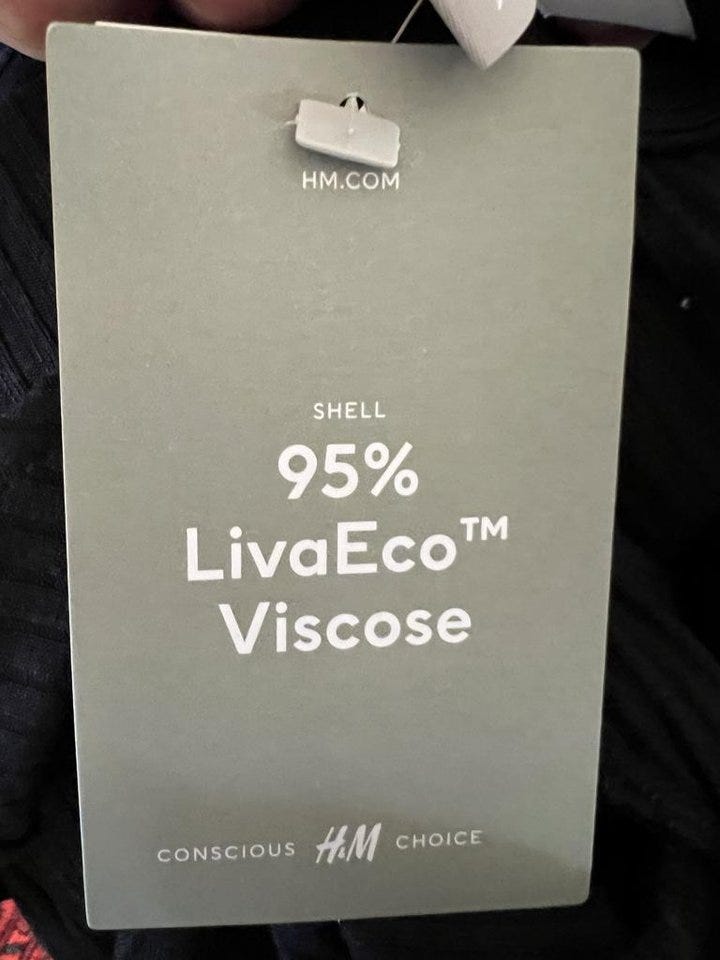 HM.COM
SHELL
95%
LivaEco™
Viscose
CONSCIOUS H&M CHOICE